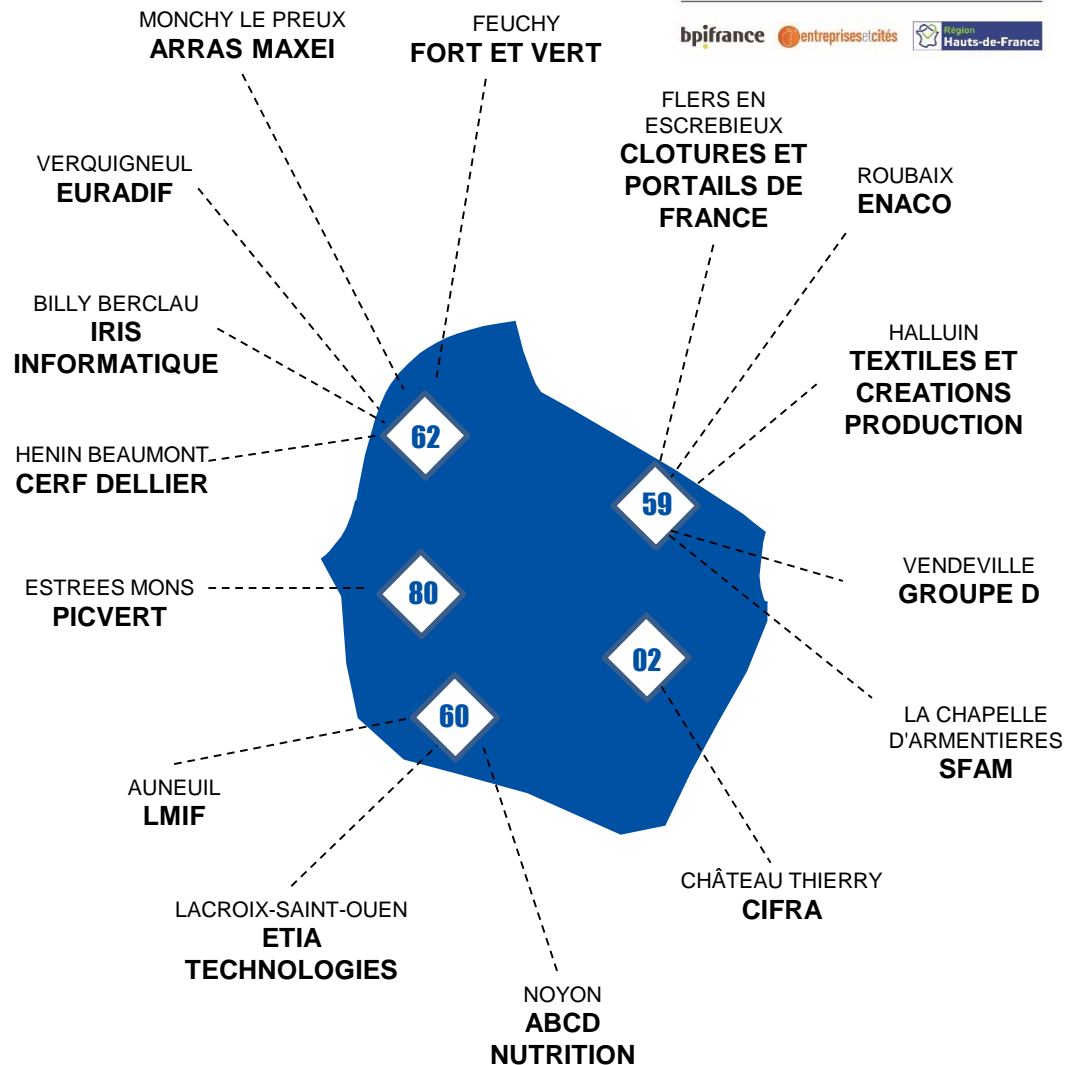 MONCHY LE PREUX
ARRAS MAXEI
FEUCHY
FORT ET VERT
bpifrance
entreprisesetcités
Région
Hauts-de-France
FLERS EN
ESCREBIEUX
CLOTURES ET
PORTAILS DE
FRANCE
VERQUIGNEUL
EURADIF
ROUBAIX
ENACO
BILLY BERCLAU
IRIS
INFORMATIQUE
HALLUIN
TEXTILES ET
CREATIONS
PRODUCTION
62
HENIN BEAUMONT
CERF DELLIER
59
ESTREES MONS
PICVERT
80
VENDEVILLE
GROUPE D
02
60
LA CHAPELLE
D'ARMENTIERES
SFAM
AUNEUIL
LMIF
CHÂTEAU THIERRY
CIFRA
LACROIX-SAINT-OUEN
ETIA
TECHNOLOGIES
NOYON
ABCD
NUTRITION